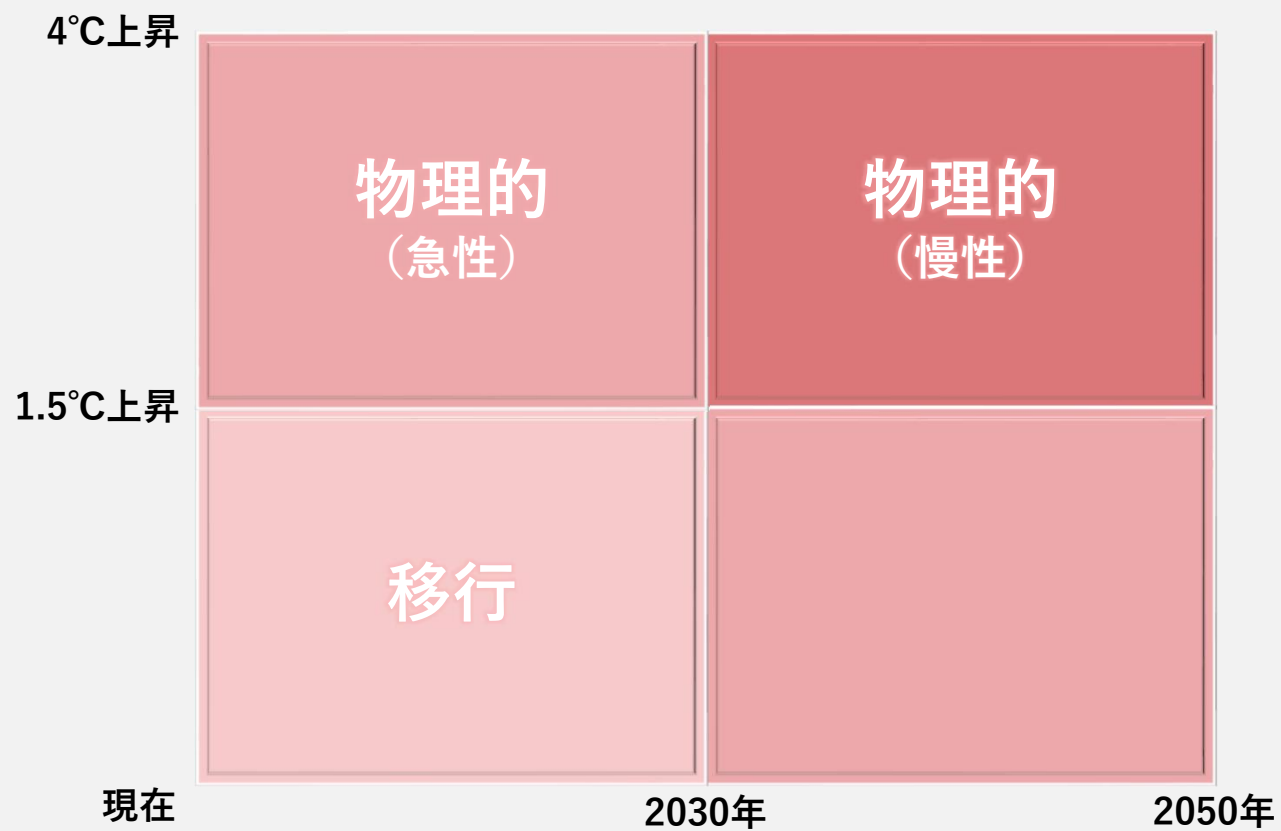 4℃上昇
物理的
（急性）
物理的
（慢性）
1.5℃上昇
移行
現在
2030年
2050年